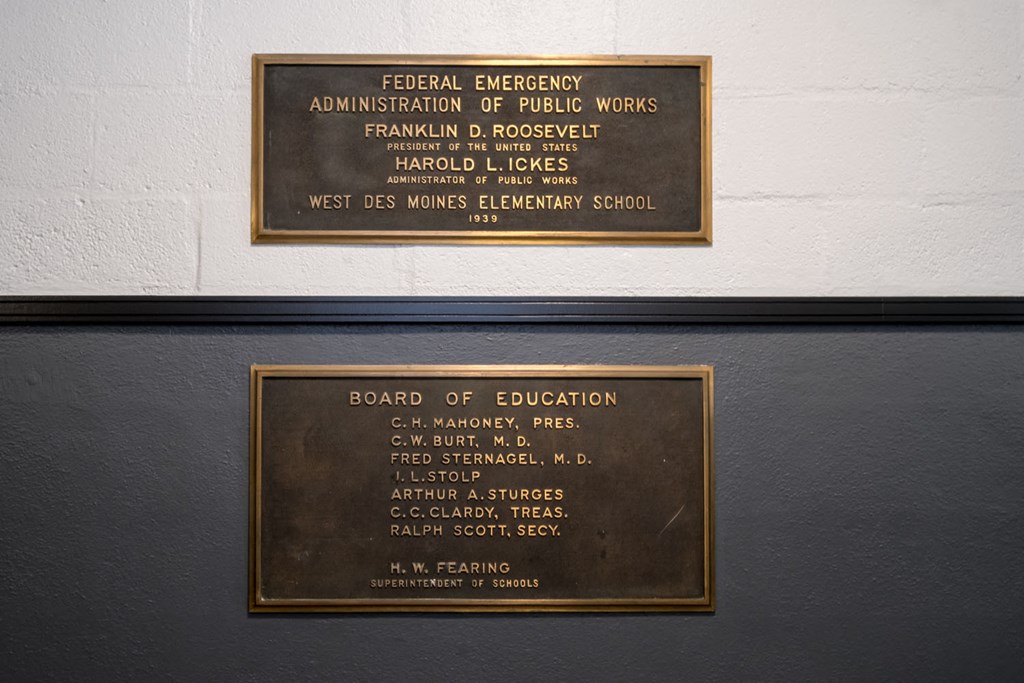 FEDERAL EMERGENCY
ADMINISTRATION OF PUBLIC WORKS
FRANKLIN D. ROOSEVELT
PRESIDENT OF THE UNITED STATES
HAROLD L. ICKES
ADMINISTRATOR OF PUBLIC WORKS
WEST DES MOINES ELEMENTARY SCHOOL
1939
BOARD OF EDUCATION
C. H. MAHONEY, PRES.
C. W. BURT, M. D.
FRED STERNAGEL, M. D.
I. L. STOLP
ARTHUR A. STURGES
C. C. CLARDY, TREAS.
RALPH SCOTT, SECY.
H. W. FEARING
SUPERINTENDENT OF SCHOOLS